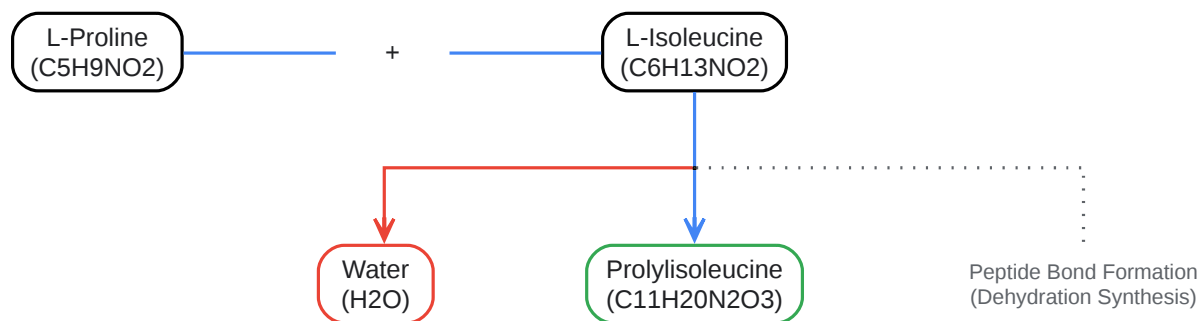 L-Proline
(C5H9NO2)
+
L-Isoleucine
(C6H13NO2)
Water
(H2O)
Prolylisoleucine
(C11H20N2O3)
Peptide Bond Formation
(Dehydration Synthesis)